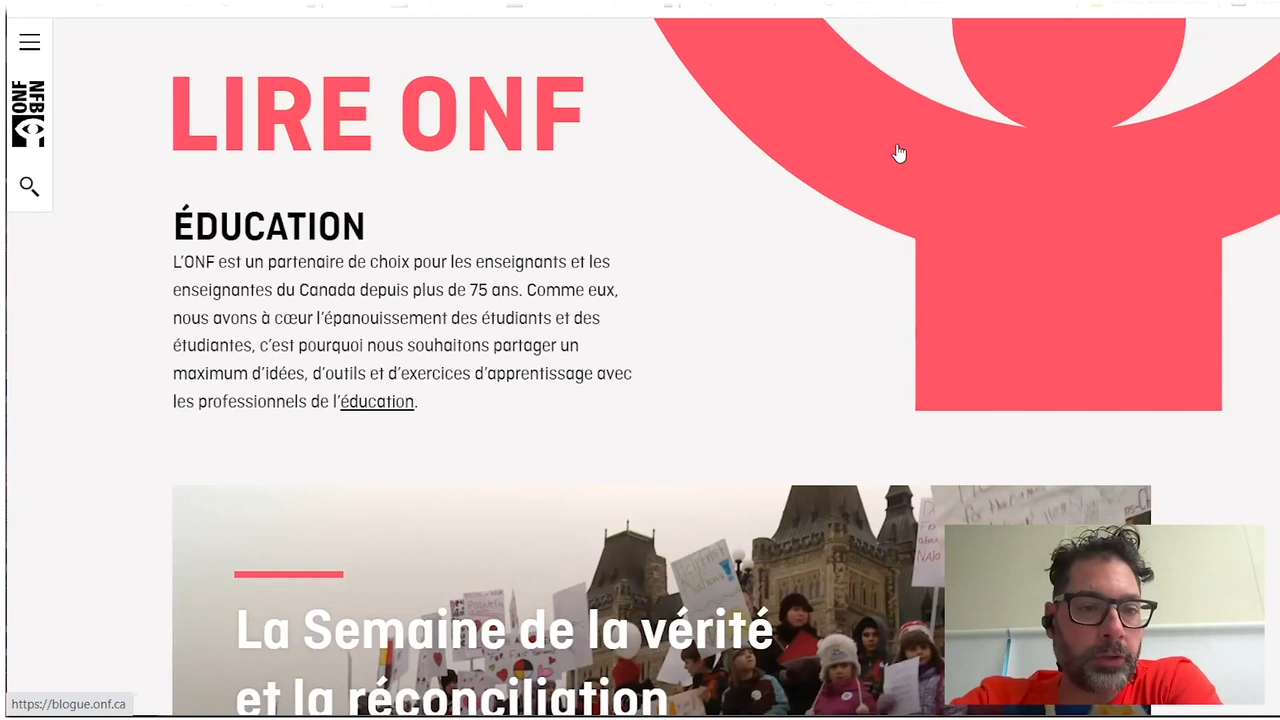 ONF
NFB
LIRE ONF
ÉDUCATION
L'ONF est un partenaire de choix pour les enseignants et les
enseignantes du Canada depuis plus de 75 ans. Comme eux,
nous avons à cœur l'épanouissement des étudiants et des
étudiantes, c'est pourquoi nous souhaitons partager un
maximum d'idées, d'outils et d'exercices d'apprentissage avec
les professionnels de l'éducation.
La Semaine de la vérité
et la réconciliation
https://blogue.onf.ca